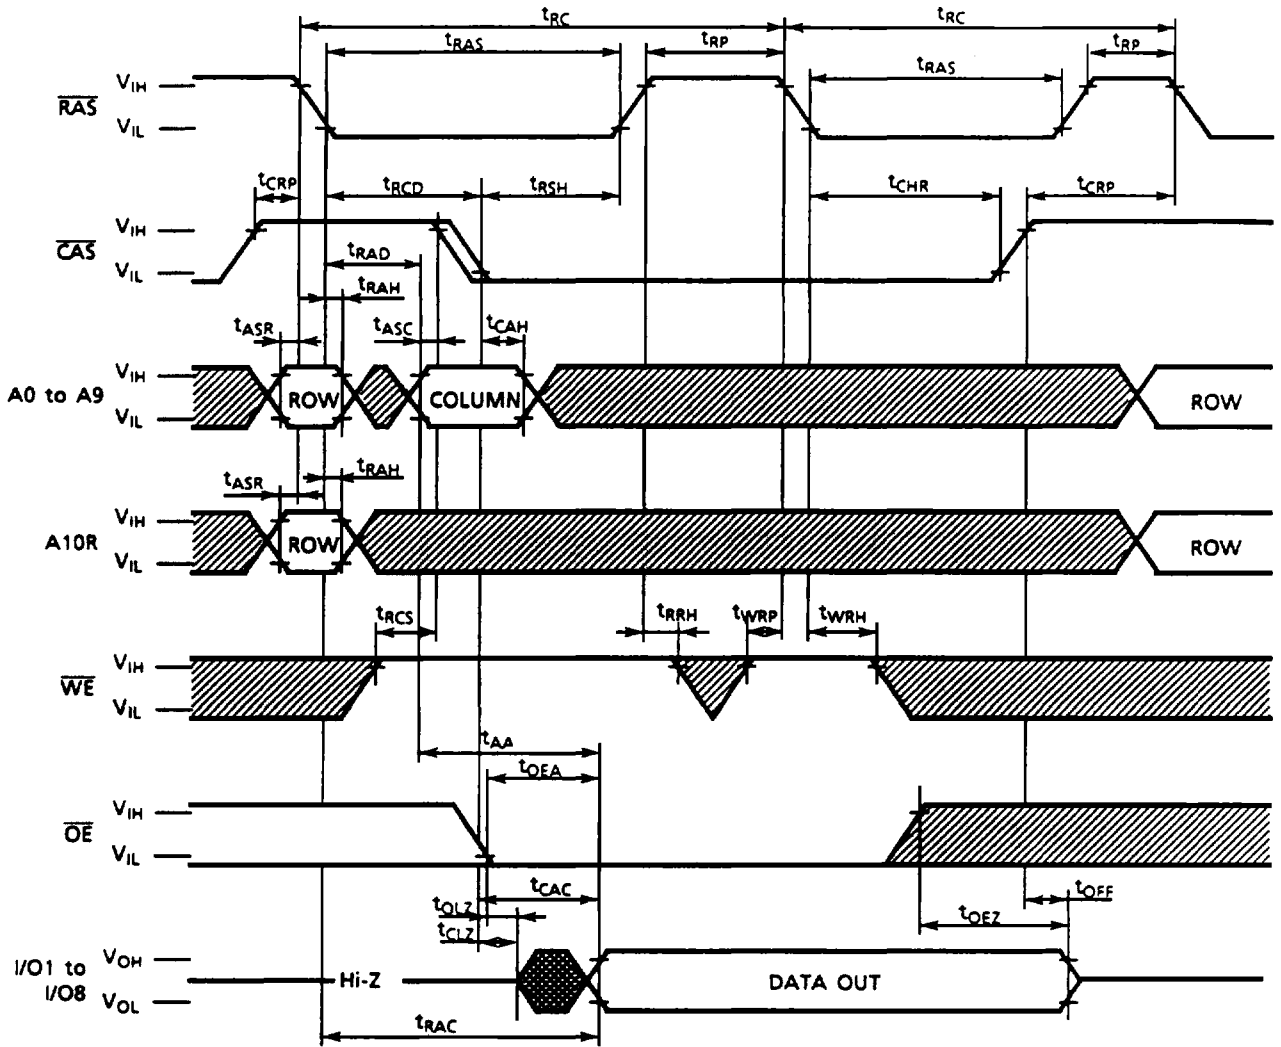 tRC tRC
tRAS tRP tRAS tRP
RAS VIH
VIL
tCRP tRCD tRSH tCHR tCRP
CAS VIH
VIL
tRAD
tRAH
tASR tASC tCAH
A0 to A9 VIH
VIL
ROW COLUMN ROW
tASR tRAH
A10R VIH
VIL
ROW ROW
tRCS tRRH tWRP tWRH
WE VIH
VIL
tAA
tOEA
OE VIH
VIL
tCAC tOFF
tOLZ tOEZ
tCLZ
I/O1 to I/O8 VOH
VOL
Hi-Z DATA OUT
tRAC